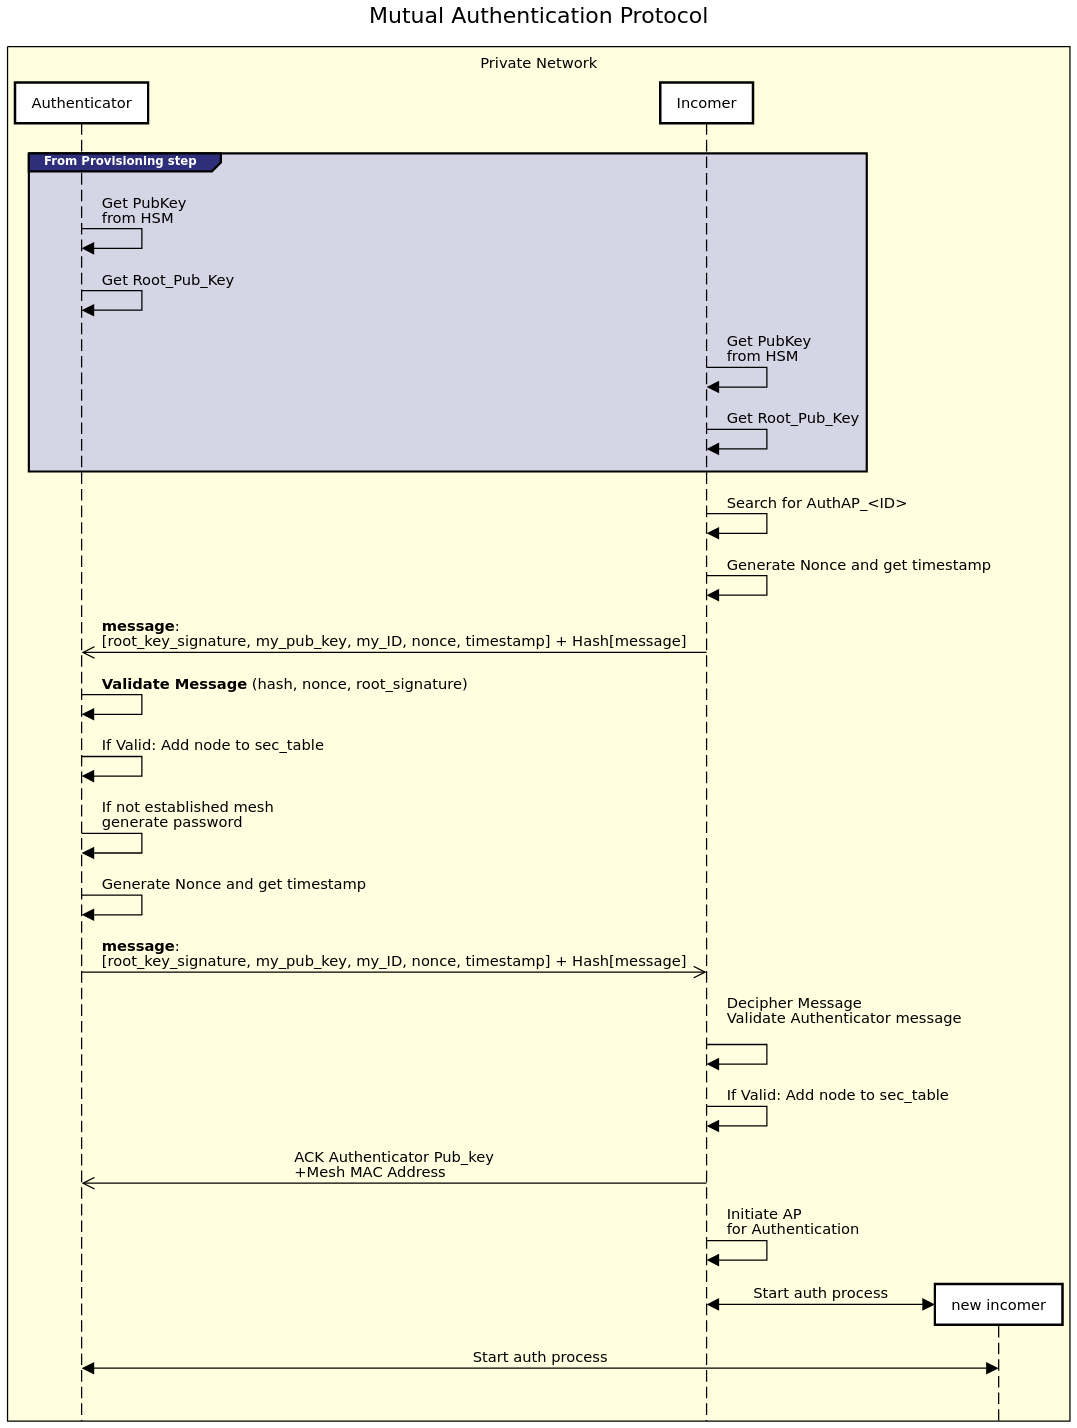 Mutual Authentication Protocol
Private Network
Authenticator
Incomer
From Provisioning step
Get PubKey
from HSM
Get Root_Pub_Key
Get PubKey
from HSM
Get Root_Pub_Key
Search for AuthAP_<ID>
Generate Nonce and get timestamp
message:
[root_key_signature, my_pub_key, my_ID, nonce, timestamp] + Hash[message]
Validate Message (hash, nonce, root_signature)
If Valid: Add node to sec_table
If not established mesh
generate password
Generate Nonce and get timestamp
message:
[root_key_signature, my_pub_key, my_ID, nonce, timestamp] + Hash[message]
Decipher Message
Validate Authenticator message
If Valid: Add node to sec_table
ACK Authenticator Pub_key
+Mesh MAC Address
Initiate AP
for Authentication
Start auth process
new incomer
Start auth process